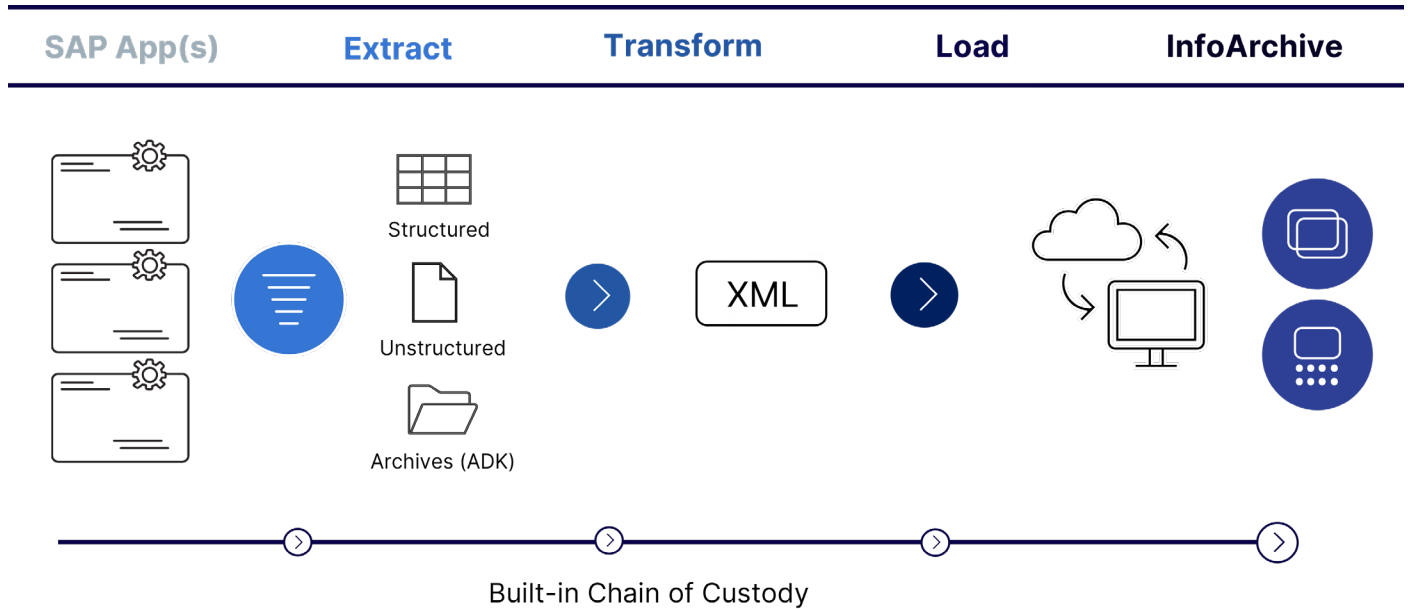 SAP App(s)
Extract
Transform
Load
InfoArchive
Structured
Unstructured
Archives (ADK)
XML
Built-in Chain of Custody